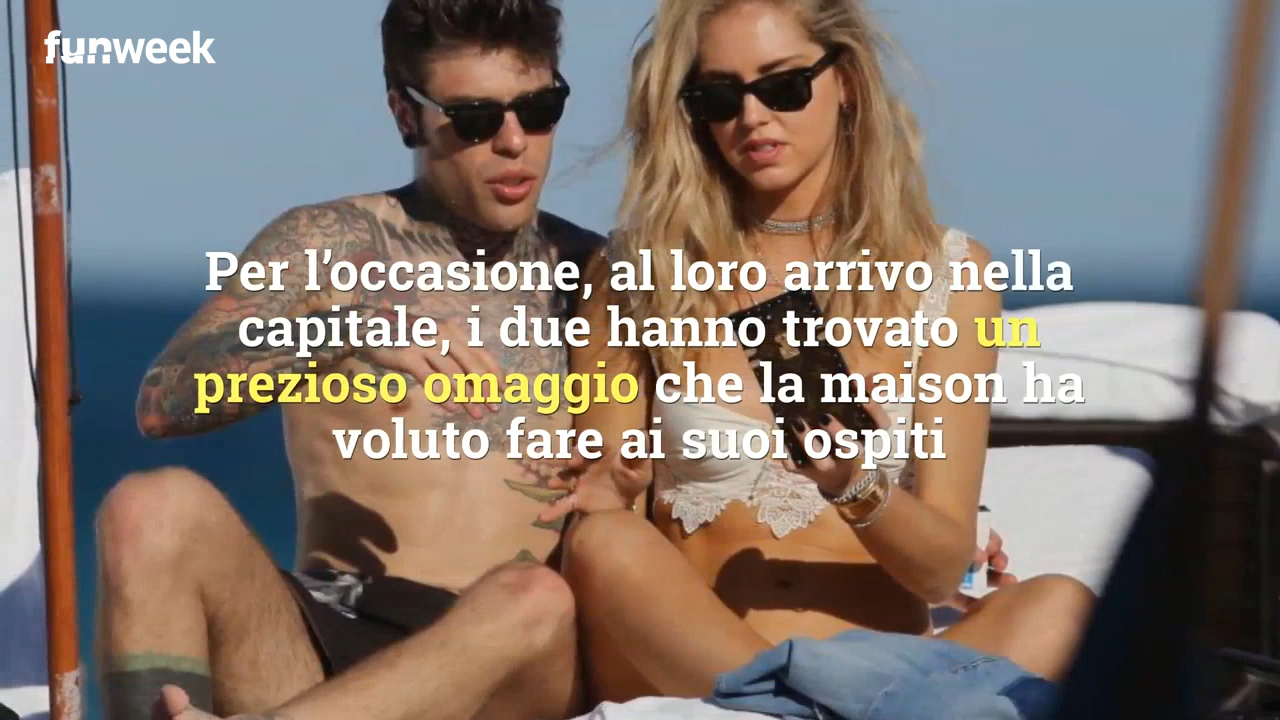 funweek
Per l’occasione, al loro arrivo nella
capitale, i due hanno trovato un
prezioso omaggio che la maison ha
voluto fare ai suoi ospiti